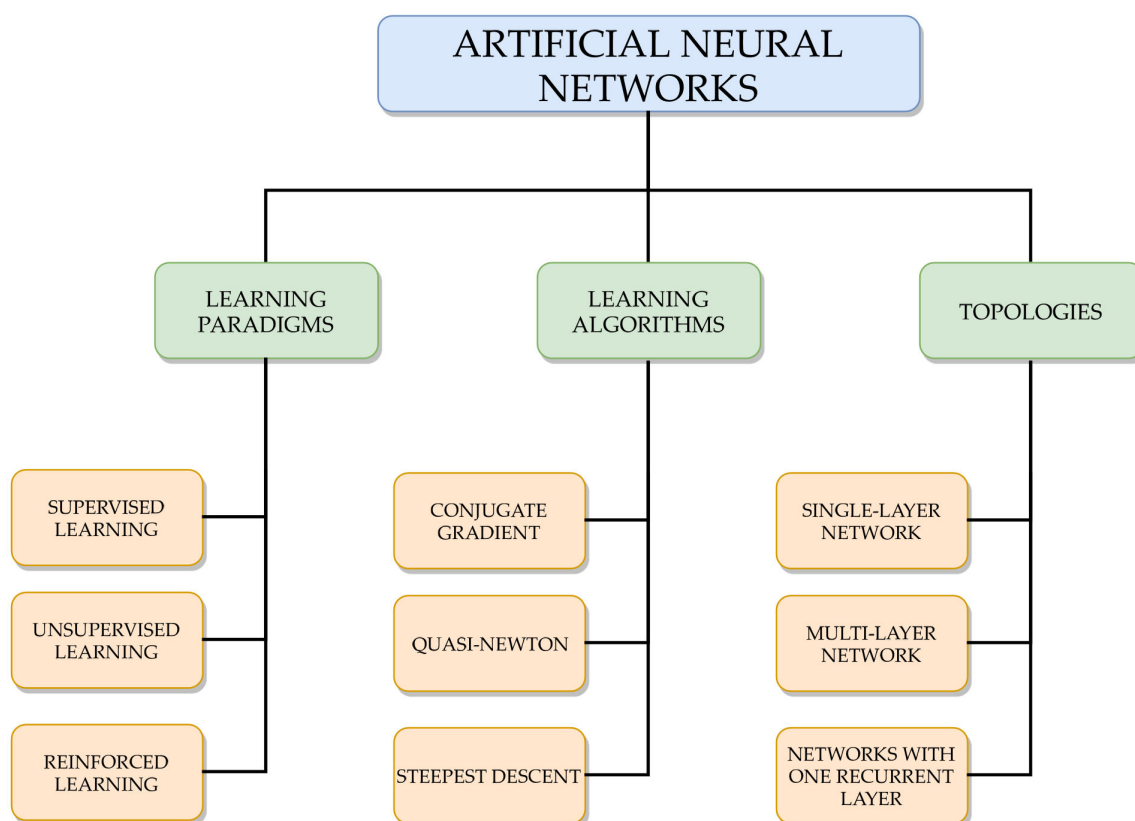 ARTIFICIAL NEURAL
NETWORKS
LEARNING
PARADIGMS
LEARNING
ALGORITHMS
TOPOLOGIES
SUPERVISED
LEARNING
UNSUPERVISED
LEARNING
REINFORCED
LEARNING
CONJUGATE
GRADIENT
QUASI-NEWTON
STEEPEST DESCENT
SINGLE-LAYER
NETWORK
MULTI-LAYER
NETWORK
NETWORKS WITH
ONE RECURRENT
LAYER